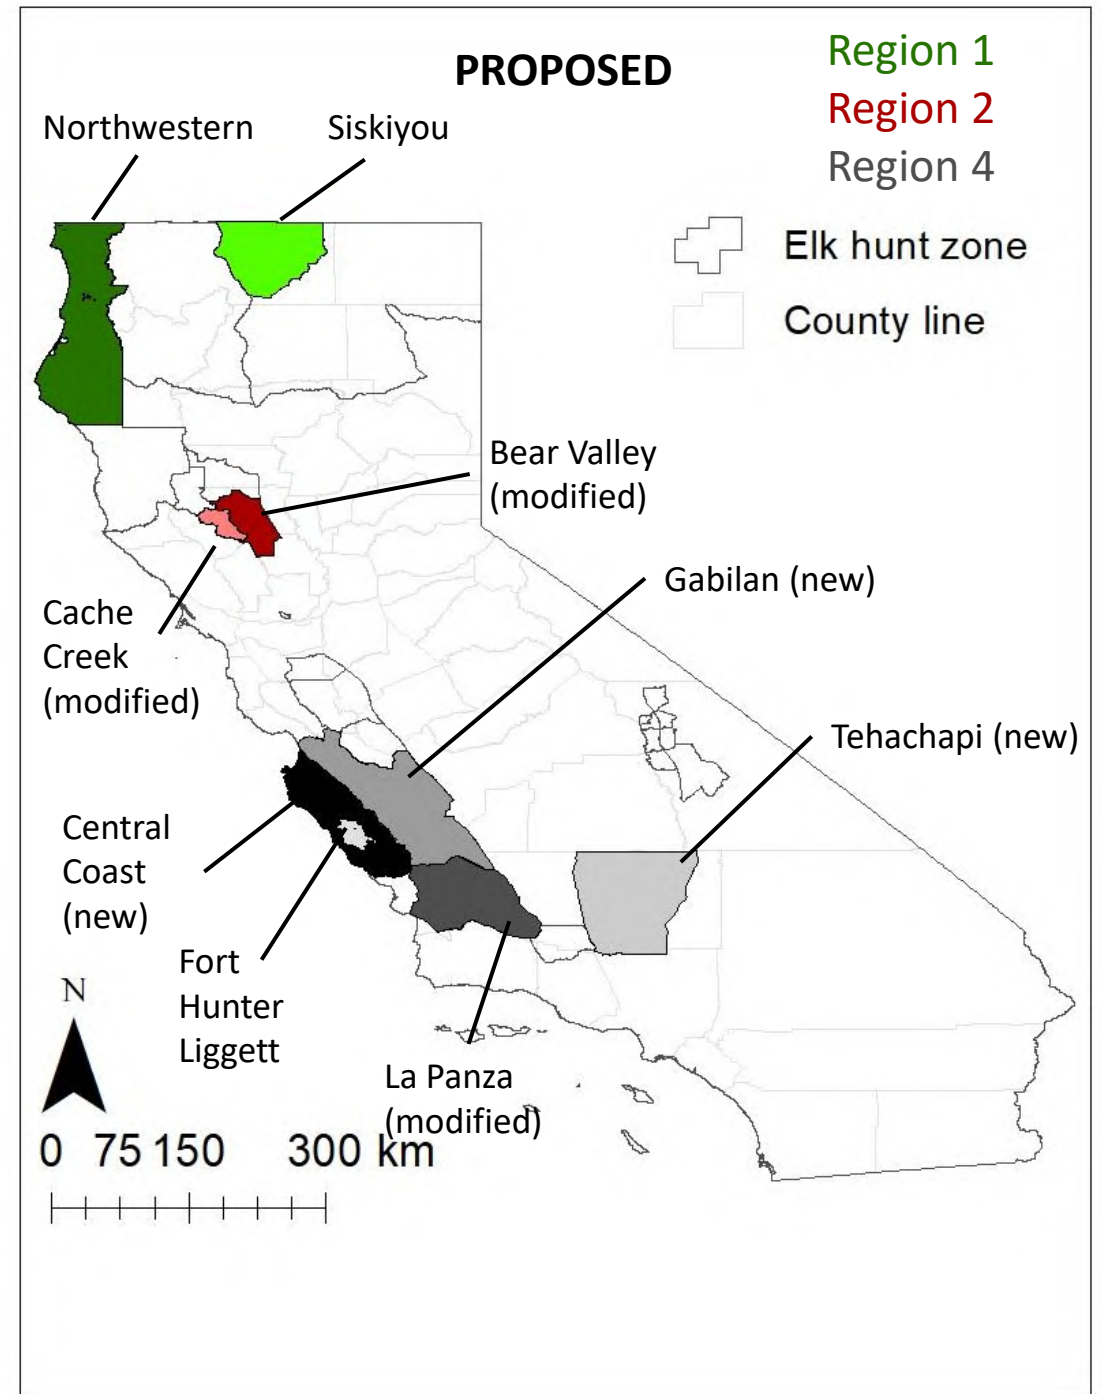 PROPOSED
Region 1
Region 2
Region 4
Northwestern
Siskiyou
Elk hunt zone
County line
Bear Valley
(modified)
Gabilan (new)
Cache
Creek
(modified)
Tehachapi (new)
Central
Coast
(new)
Fort
Hunter
Liggett
La Panza
(modified)
N
0 75 150 300 km